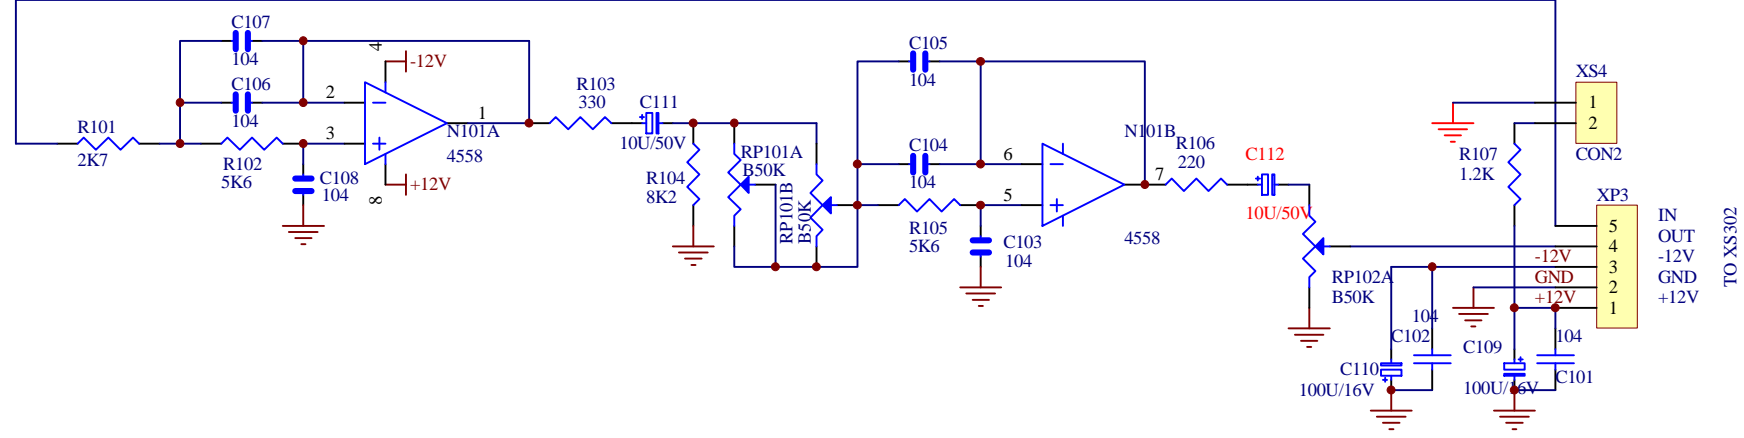 C107
104
C106
104
R101
2K7
R102
5K6
C108
104
4
-12V
2
3
1
N101A
4558
8
+12V
R103
330
C111
10U/50V
R104
8K2
RP101A
B50K
RP101B
B50K
C105
104
C104
104
R105
5K6
C103
104
6
5
7
N101B
4558
R106
220
C112
10U/50V
RP102A
B50K
XS4
1
2
CON2
R107
1.2K
XP3
5 IN
4 OUT
-12V 3 -12V
GND 2 GND
+12V 1 +12V
TO XS302
104
C102
C110
100U/16V
C109
100U/16V
104
C101